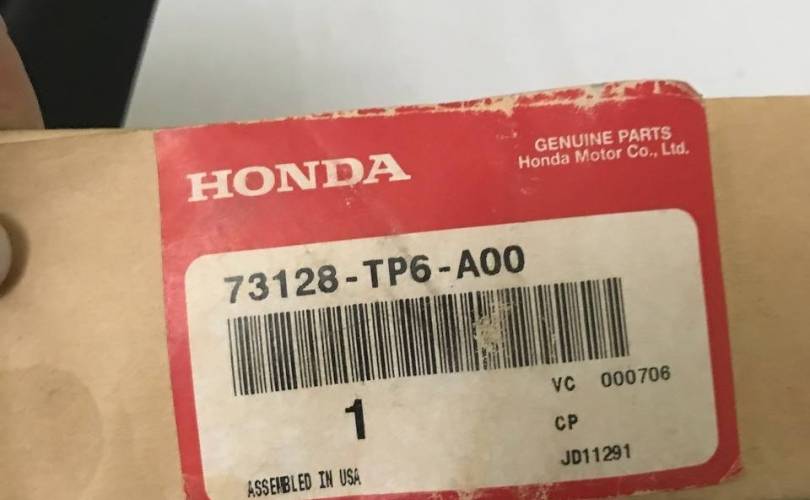 HONDA
GENUINE PARTS
Honda Motor Co., Ltd.
73128-TP6-A00
VC 000706
1
CP
JD11291
ASSEMBLED IN USA